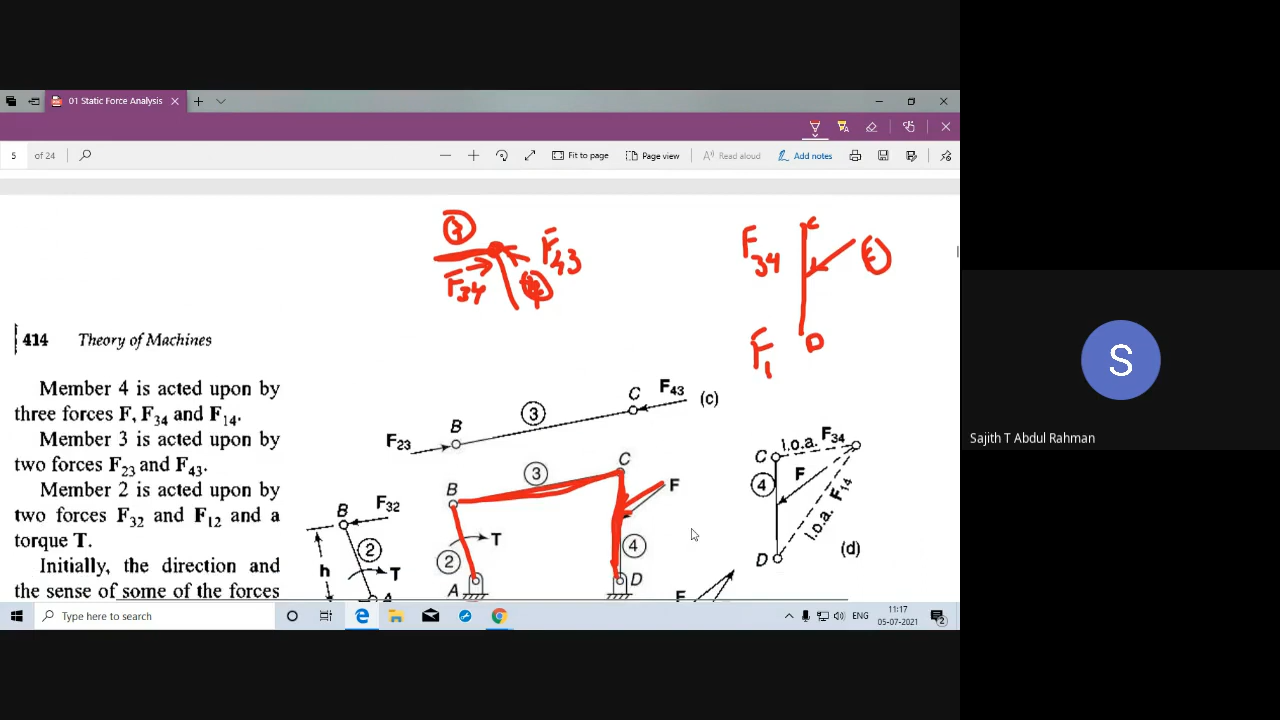 01 Static Force Analysis
5 of 24
Fit to page
Page view
Read aloud
Add notes
3
F34
F43
4
F34
C
F
D
F1
414 Theory of Machines
Member 4 is acted upon by
three forces F, F34 and F14.
Member 3 is acted upon by
two forces F23 and F43.
Member 2 is acted upon by
two forces F32 and F12 and a
torque T.
Initially, the direction and
the sense of some of the forces
F23
B
3
C
F43
(c)
B
F32
2
h
T
A
B
3
C
F
T
2
4
A
D
F
C
l.o.a. F34
4
F
l.o.a. F14
D
(d)
S
Sajith T Abdul Rahman
Type here to search
ENG
11:17
05-07-2021
2